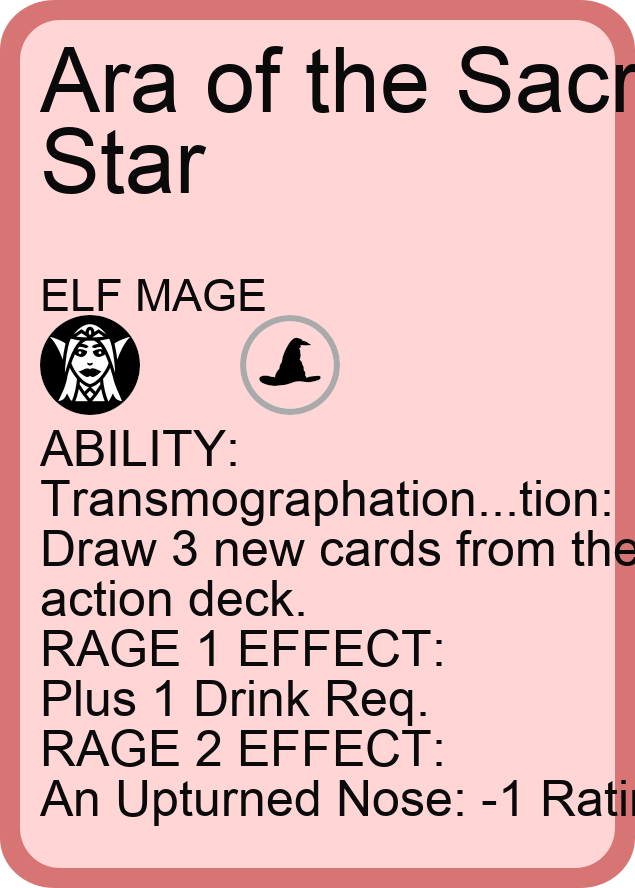 Ara of the Sacr
Star
ELF MAGE
ABILITY:
Transmographation...tion:
Draw 3 new cards from the
action deck.
RAGE 1 EFFECT:
Plus 1 Drink Req.
RAGE 2 EFFECT:
An Upturned Nose: -1 Ratin